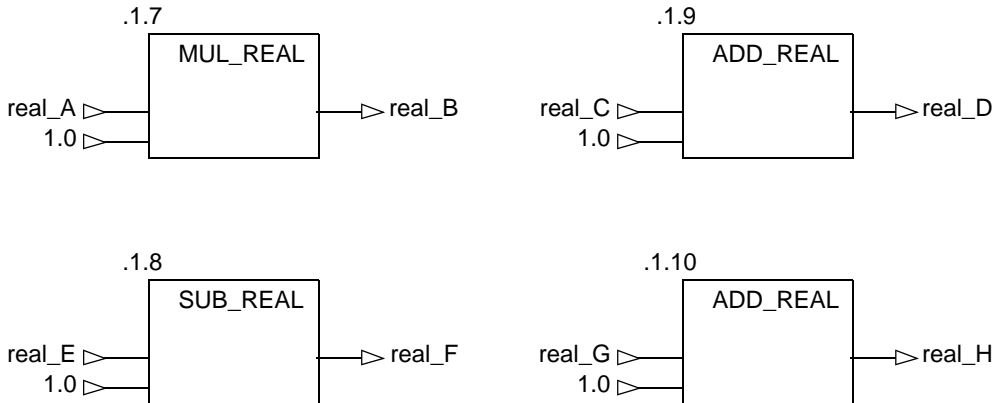 .1.7
MUL_REAL
real_A
real_B
1.0
.1.9
ADD_REAL
real_C
real_D
1.0
.1.8
SUB_REAL
real_E
real_F
1.0
.1.10
ADD_REAL
real_G
real_H
1.0